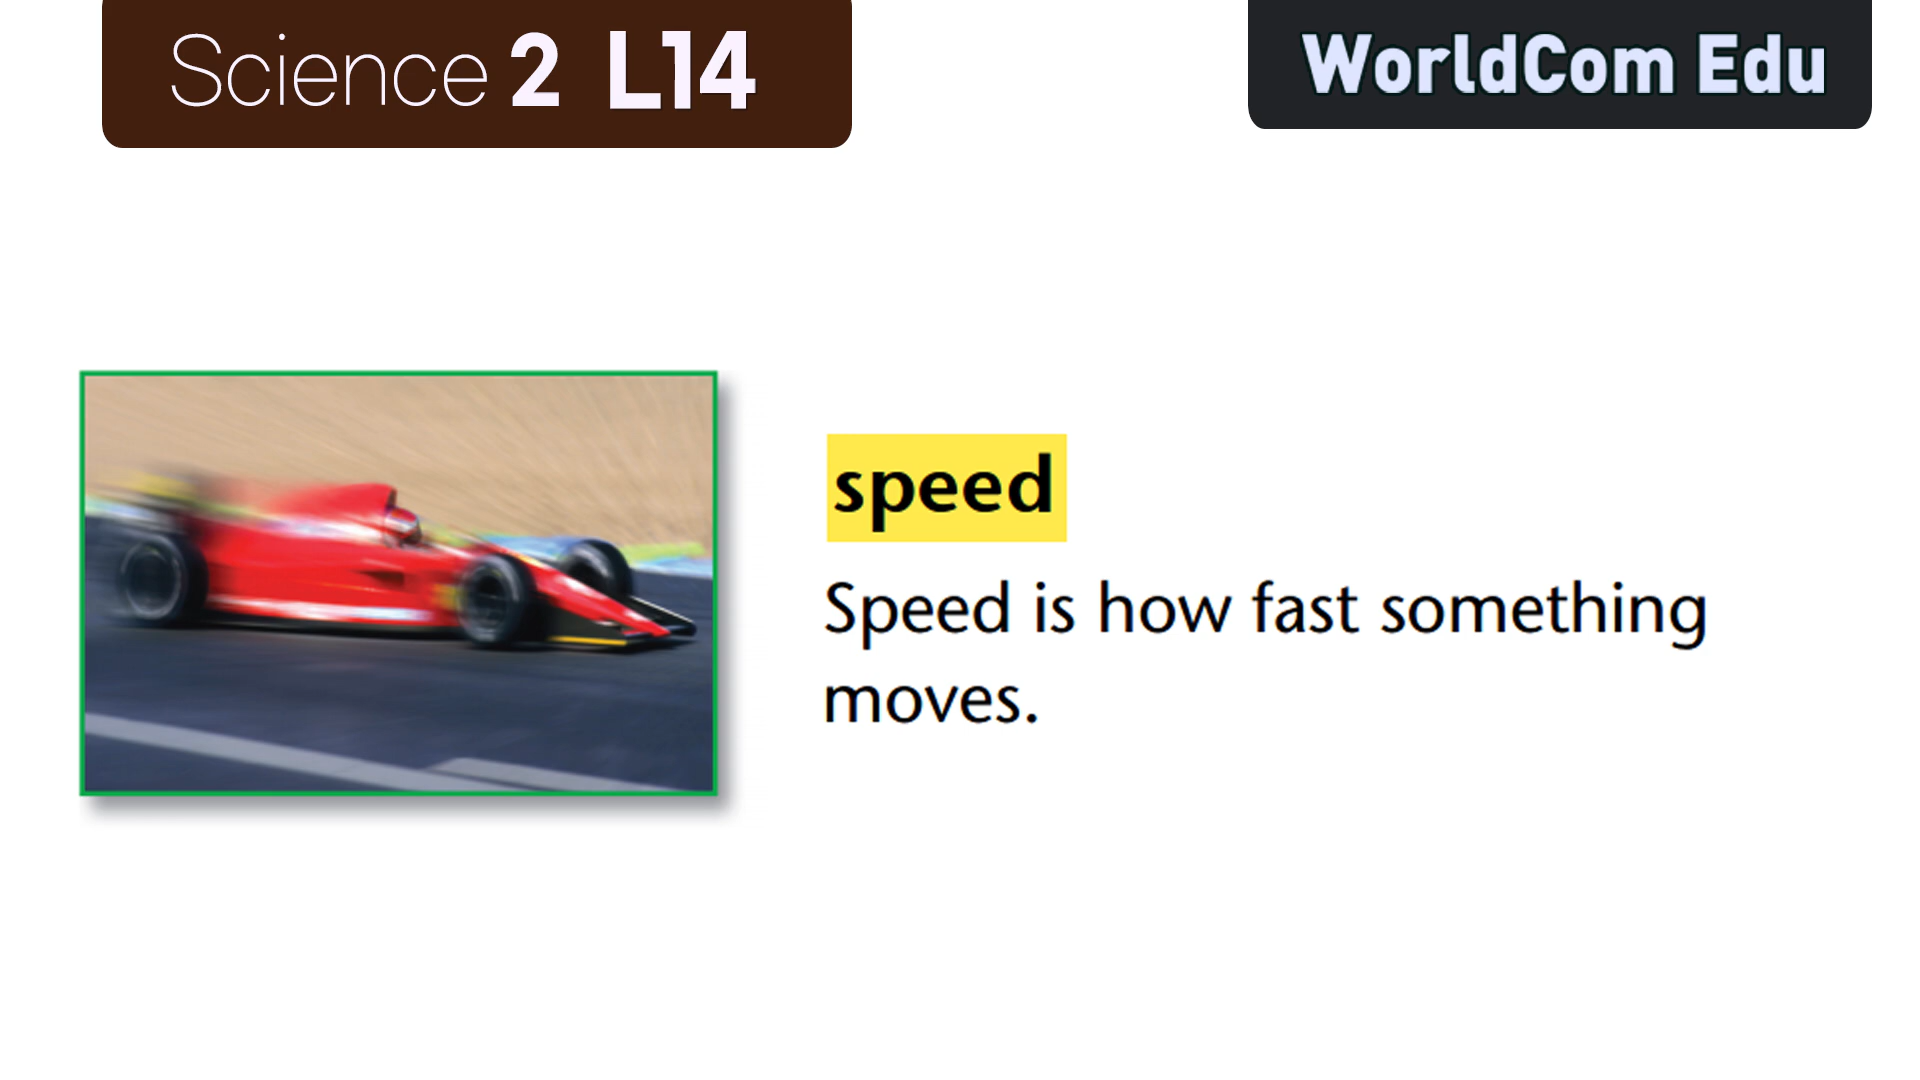 Science 2 L14
WorldCom Edu
speed
Speed is how fast something
moves.